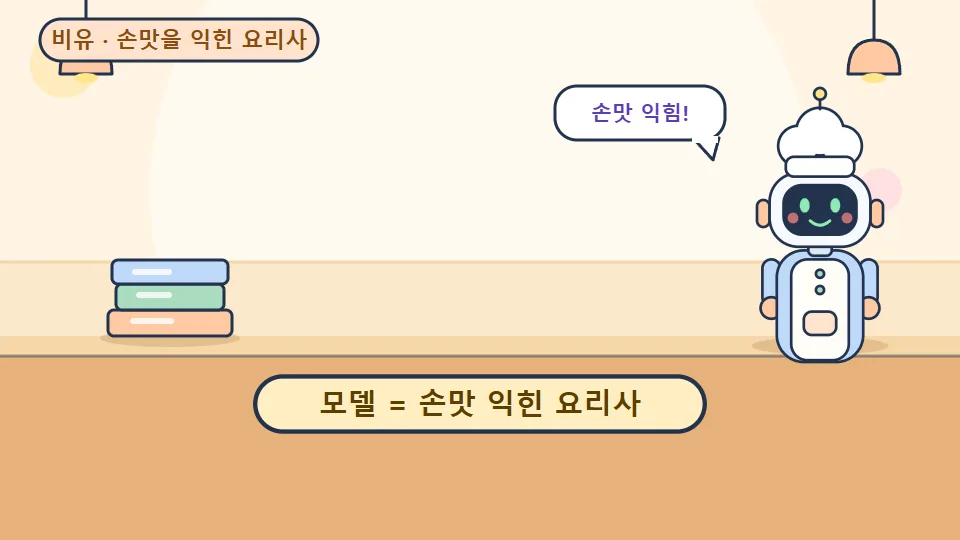 비유 · 손맛을 익힌 요리사
손맛 익힘!
모델 = 손맛 익힌 요리사